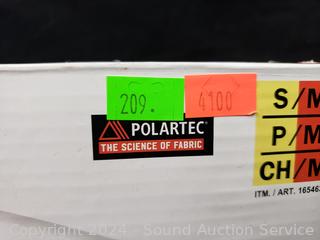 209.
4100
S/M
POLARTEC®
THE SCIENCE OF FABRIC
P/M
CH/M
ITM. / ART. 16546
Copyright 2024 - Sound Auction Service